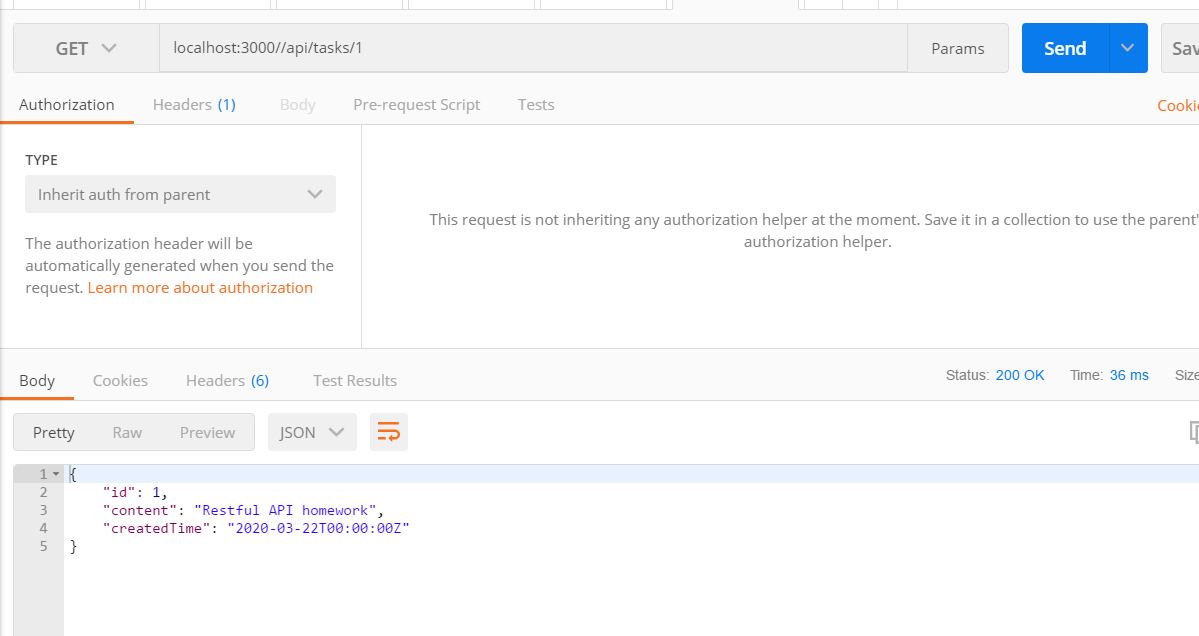 GET localhost:3000//api/tasks/1 Params Send Sav
Authorization Headers (1) Body Pre-request Script Tests Cookie
TYPE
Inherit auth from parent
The authorization header will be
automatically generated when you send the
request. Learn more about authorization
This request is not inheriting any authorization helper at the moment. Save it in a collection to use the parent'
authorization helper.
Body Cookies Headers (6) Test Results Status: 200 OK Time: 36 ms Size
Pretty Raw Preview JSON
1 {
2 "id": 1,
3 "content": "Restful API homework",
4 "createdTime": "2020-03-22T00:00:00Z"
5 }